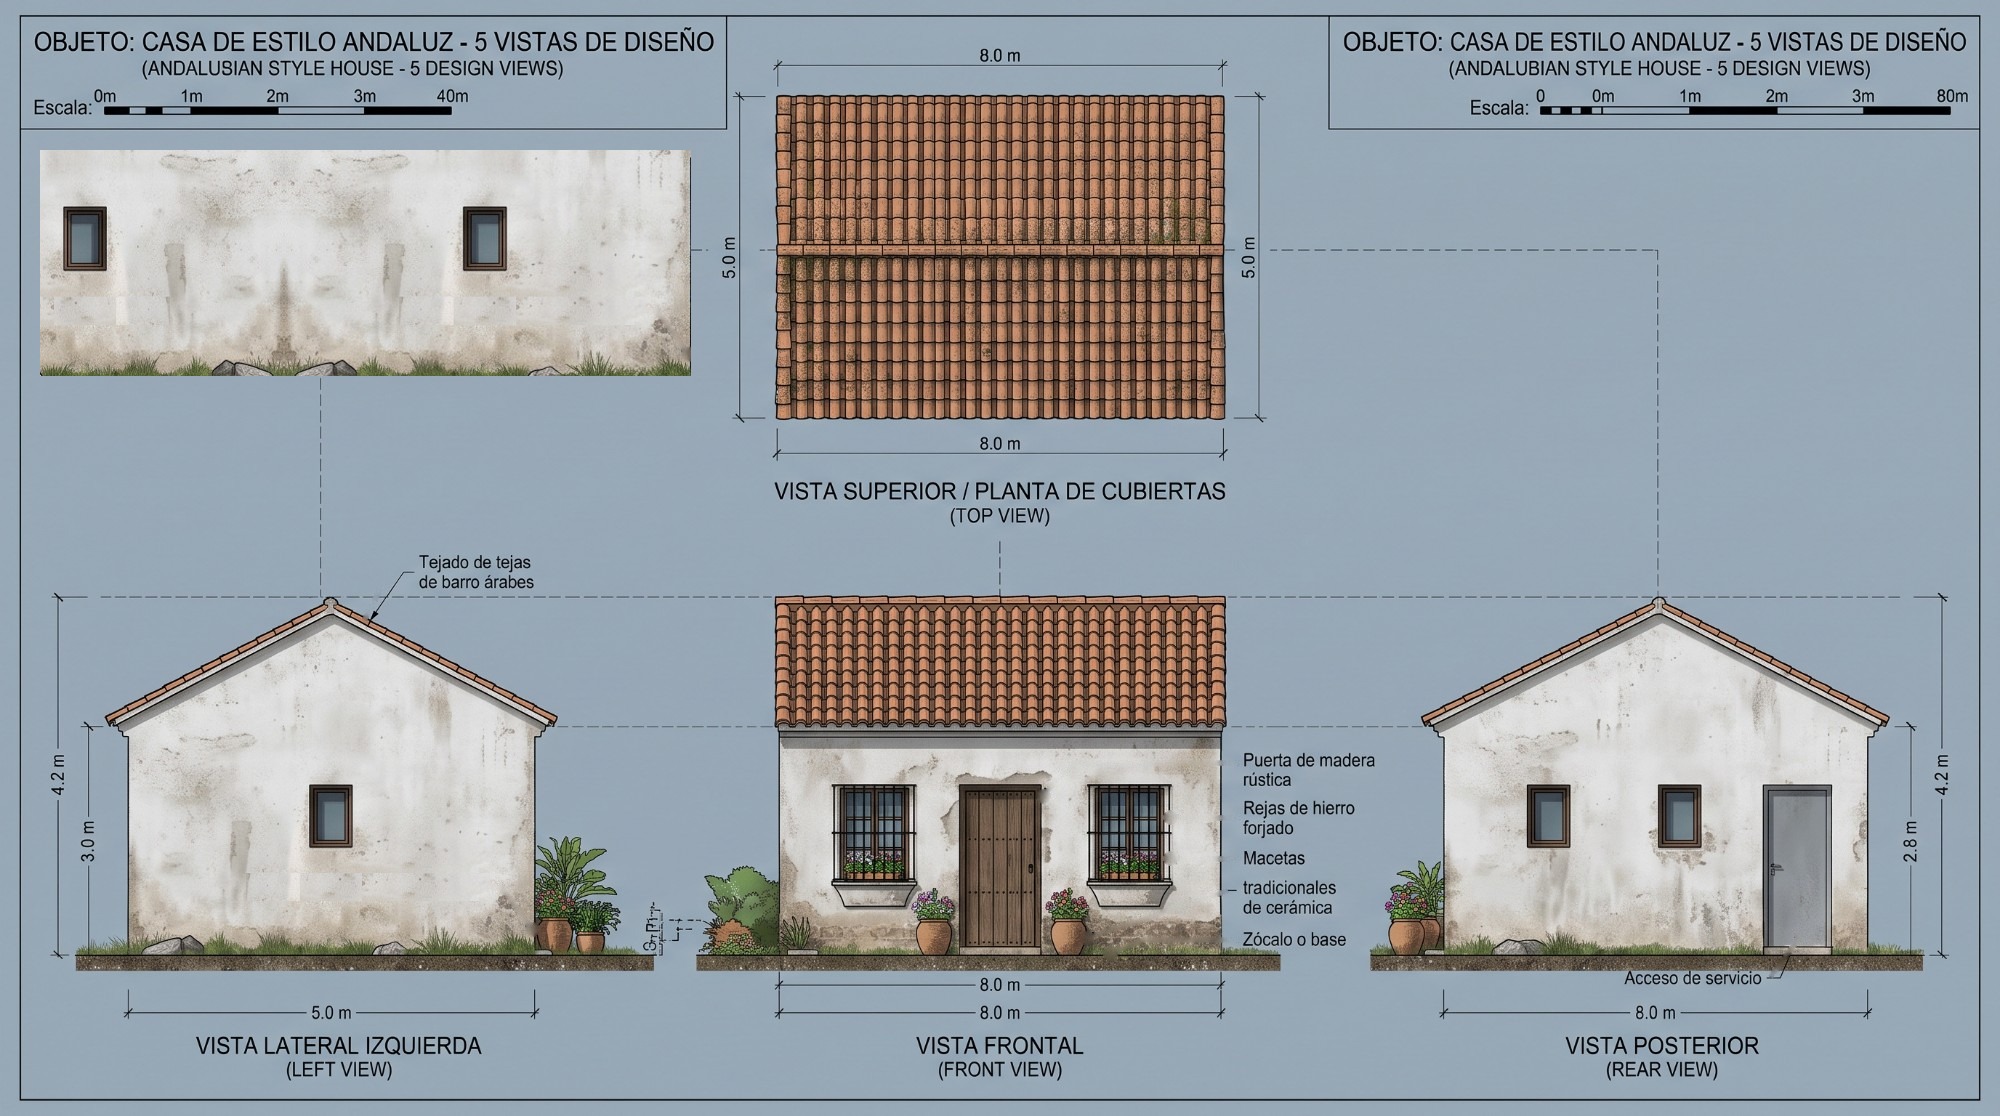 OBJETO: CASA DE ESTILO ANDALUZ - 5 VISTAS DE DISEÑO
(ANDALUBIAN STYLE HOUSE - 5 DESIGN VIEWS)
Escala: 0m 1m 2m 3m 40m
OBJETO: CASA DE ESTILO ANDALUZ - 5 VISTAS DE DISEÑO
(ANDALUBIAN STYLE HOUSE - 5 DESIGN VIEWS)
Escala: 0 0m 1m 2m 3m 80m
8.0 m
5.0 m
5.0 m
8.0 m
VISTA SUPERIOR / PLANTA DE CUBIERTAS
(TOP VIEW)
Tejado de tejas
de barro árabes
4.2 m
3.0 m
5.0 m
VISTA LATERAL IZQUIERDA
(LEFT VIEW)
Puerta de madera
rústica
Rejas de hierro
forjado
Macetas
tradicionales
de cerámica
Zócalo o base
8.0 m
8.0 m
VISTA FRONTAL
(FRONT VIEW)
4.2 m
2.8 m
Acceso de servicio
8.0 m
VISTA POSTERIOR
(REAR VIEW)